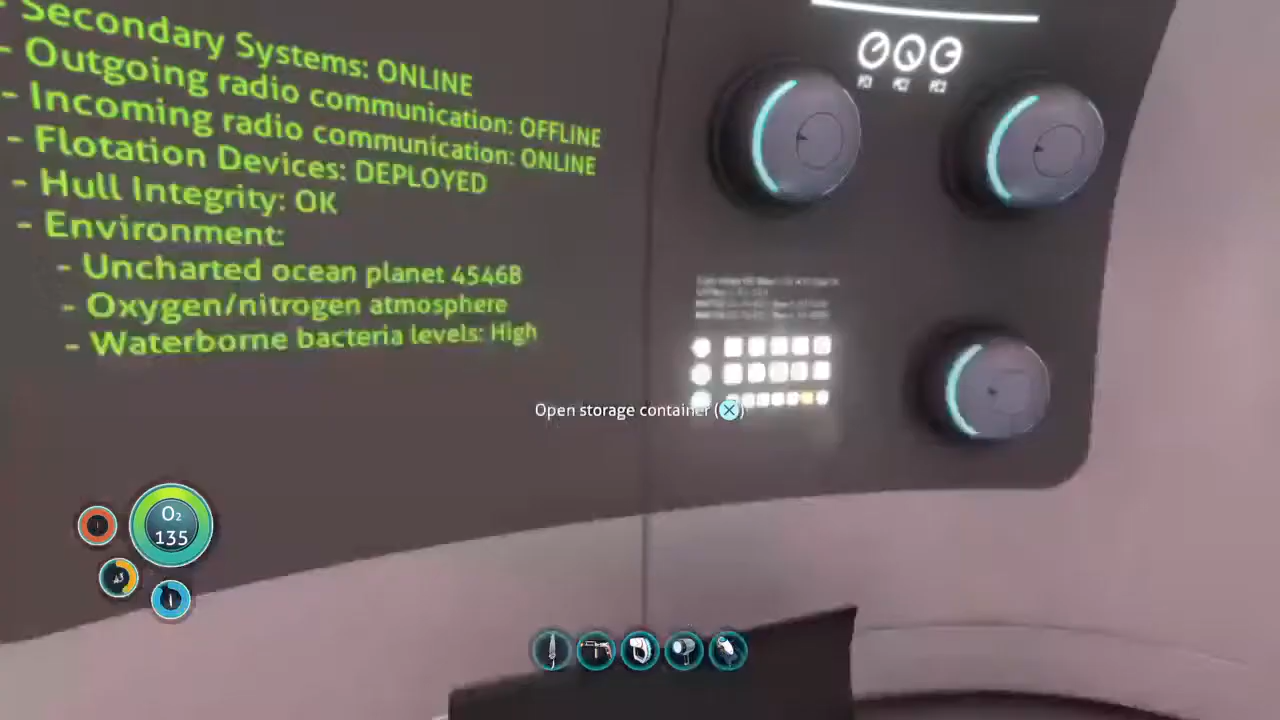 - Secondary Systems: ONLINE
- Outgoing radio communication: OFFLINE
- Incoming radio communication: ONLINE
- Flotation Devices: DEPLOYED
- Hull Integrity: OK
- Environment:
- Uncharted ocean planet 4546B
- Oxygen/nitrogen atmosphere
- Waterborne bacteria levels: High
Open storage container (X)
O₂
135